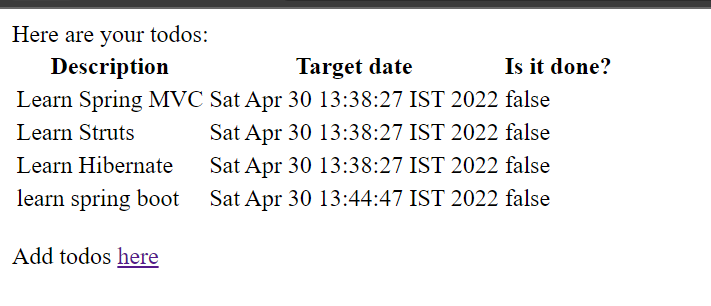 Here are your todos:
Description Target date Is it done?
Learn Spring MVC Sat Apr 30 13:38:27 IST 2022 false
Learn Struts Sat Apr 30 13:38:27 IST 2022 false
Learn Hibernate Sat Apr 30 13:38:27 IST 2022 false
learn spring boot Sat Apr 30 13:44:47 IST 2022 false
Add todos here